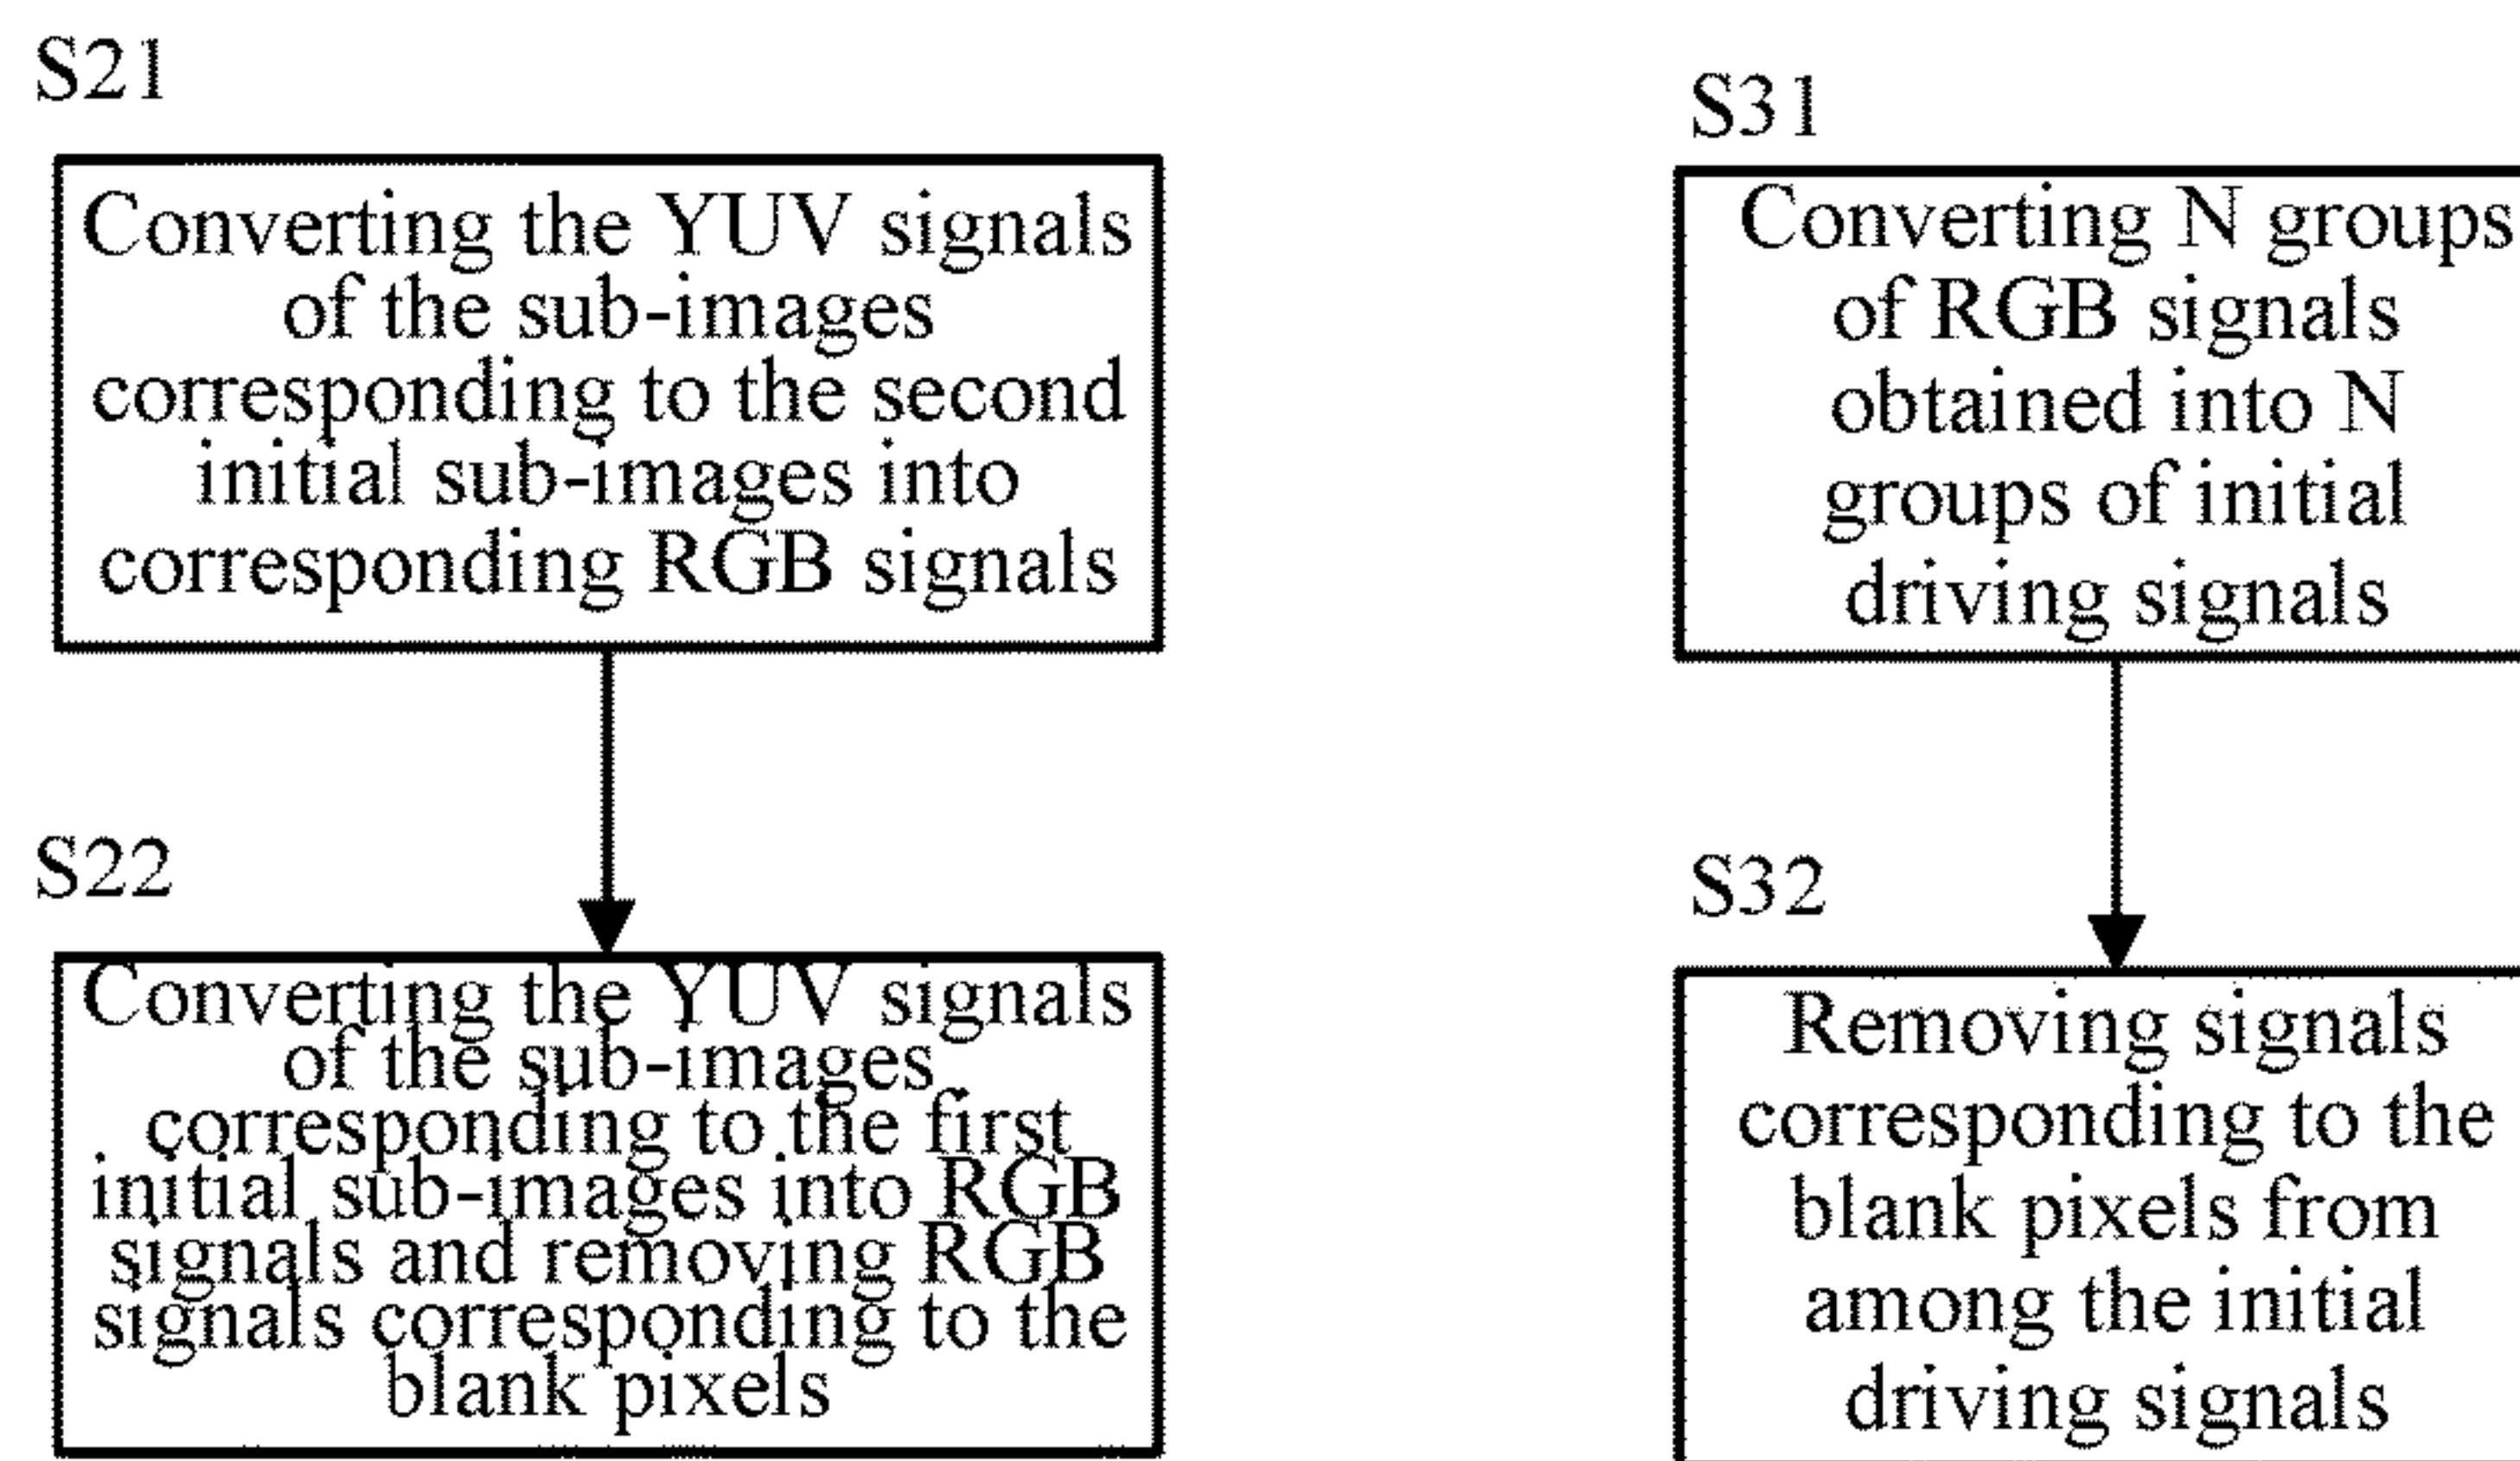 S21
Converting the YUV signals
of the sub-images
corresponding to the second
initial sub-images into
corresponding RGB signals
S22
Converting the YUV signals
of the sub-images
corresponding to the first
initial sub-images into RGB
signals and removing RGB
signals corresponding to the
blank pixels
S31
Converting N groups
of RGB signals
obtained into N
groups of initial
driving signals
S32
Removing signals
corresponding to the
blank pixels from
among the initial
driving signals